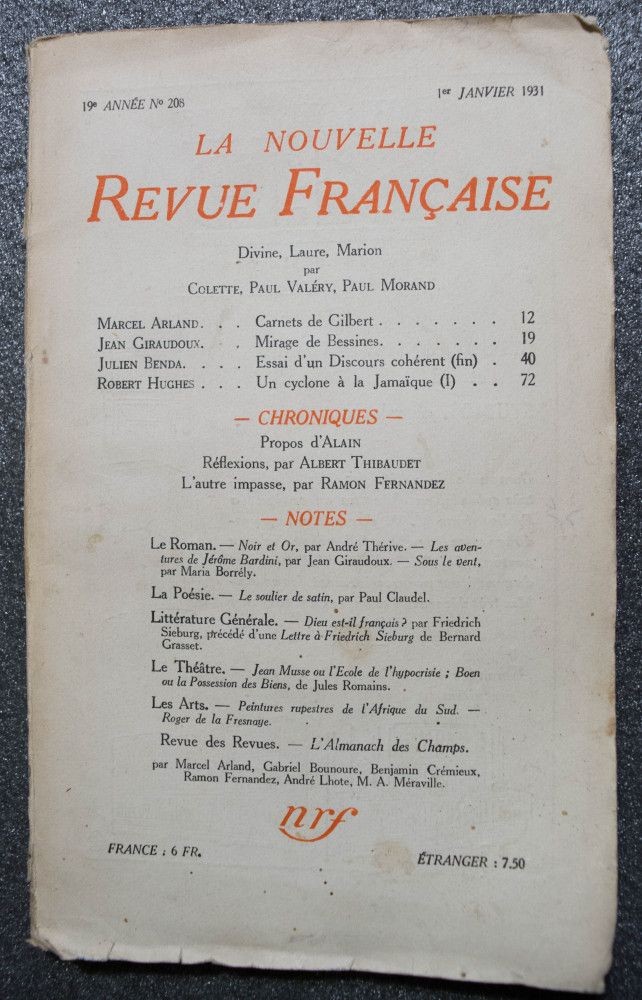 19e ANNÉE No 208
1er JANVIER 1931
LA NOUVELLE
REVUE FRANÇAISE
Divine, Laure, Marion
par
COLETTE, PAUL VALÉRY, PAUL MORAND
MARCEL ARLAND. . . Carnets de Gilbert . . . . . . . 12
JEAN GIRAUDOUX. . . Mirage de Bessines. . . . . . . 19
JULIEN BENDA. . . . Essai d'un Discours cohérent (fin) . 40
ROBERT HUGHES . . . Un cyclone à la Jamaïque (I) . . 72
— CHRONIQUES —
Propos d'ALAIN
Réflexions, par ALBERT THIBAUDET
L'autre impasse, par RAMON FERNANDEZ
— NOTES —
Le Roman. — Noir et Or, par André Thérive. — Les aven-
tures de Jérôme Bardini, par Jean Giraudoux. — Sous le vent,
par Maria Borrély.
La Poésie. — Le soulier de satin, par Paul Claudel.
Littérature Générale. — Dieu est-il français ? par Friedrich
Sieburg, précédé d'une Lettre à Friedrich Sieburg de Bernard
Grasset.
Le Théâtre. — Jean Musse ou l'Ecole de l'hypocrisie ; Boen
ou la Possession des Biens, de Jules Romains.
Les Arts. — Peintures rupestres de l'Afrique du Sud. —
Roger de la Fresnaye.
Revue des Revues. — L'Almanach des Champs.
par Marcel Arland, Gabriel Bounoure, Benjamin Crémieux,
Ramon Fernandez, André Lhote, M. A. Méraville.
nrf
FRANCE : 6 FR.
ÉTRANGER : 7.50